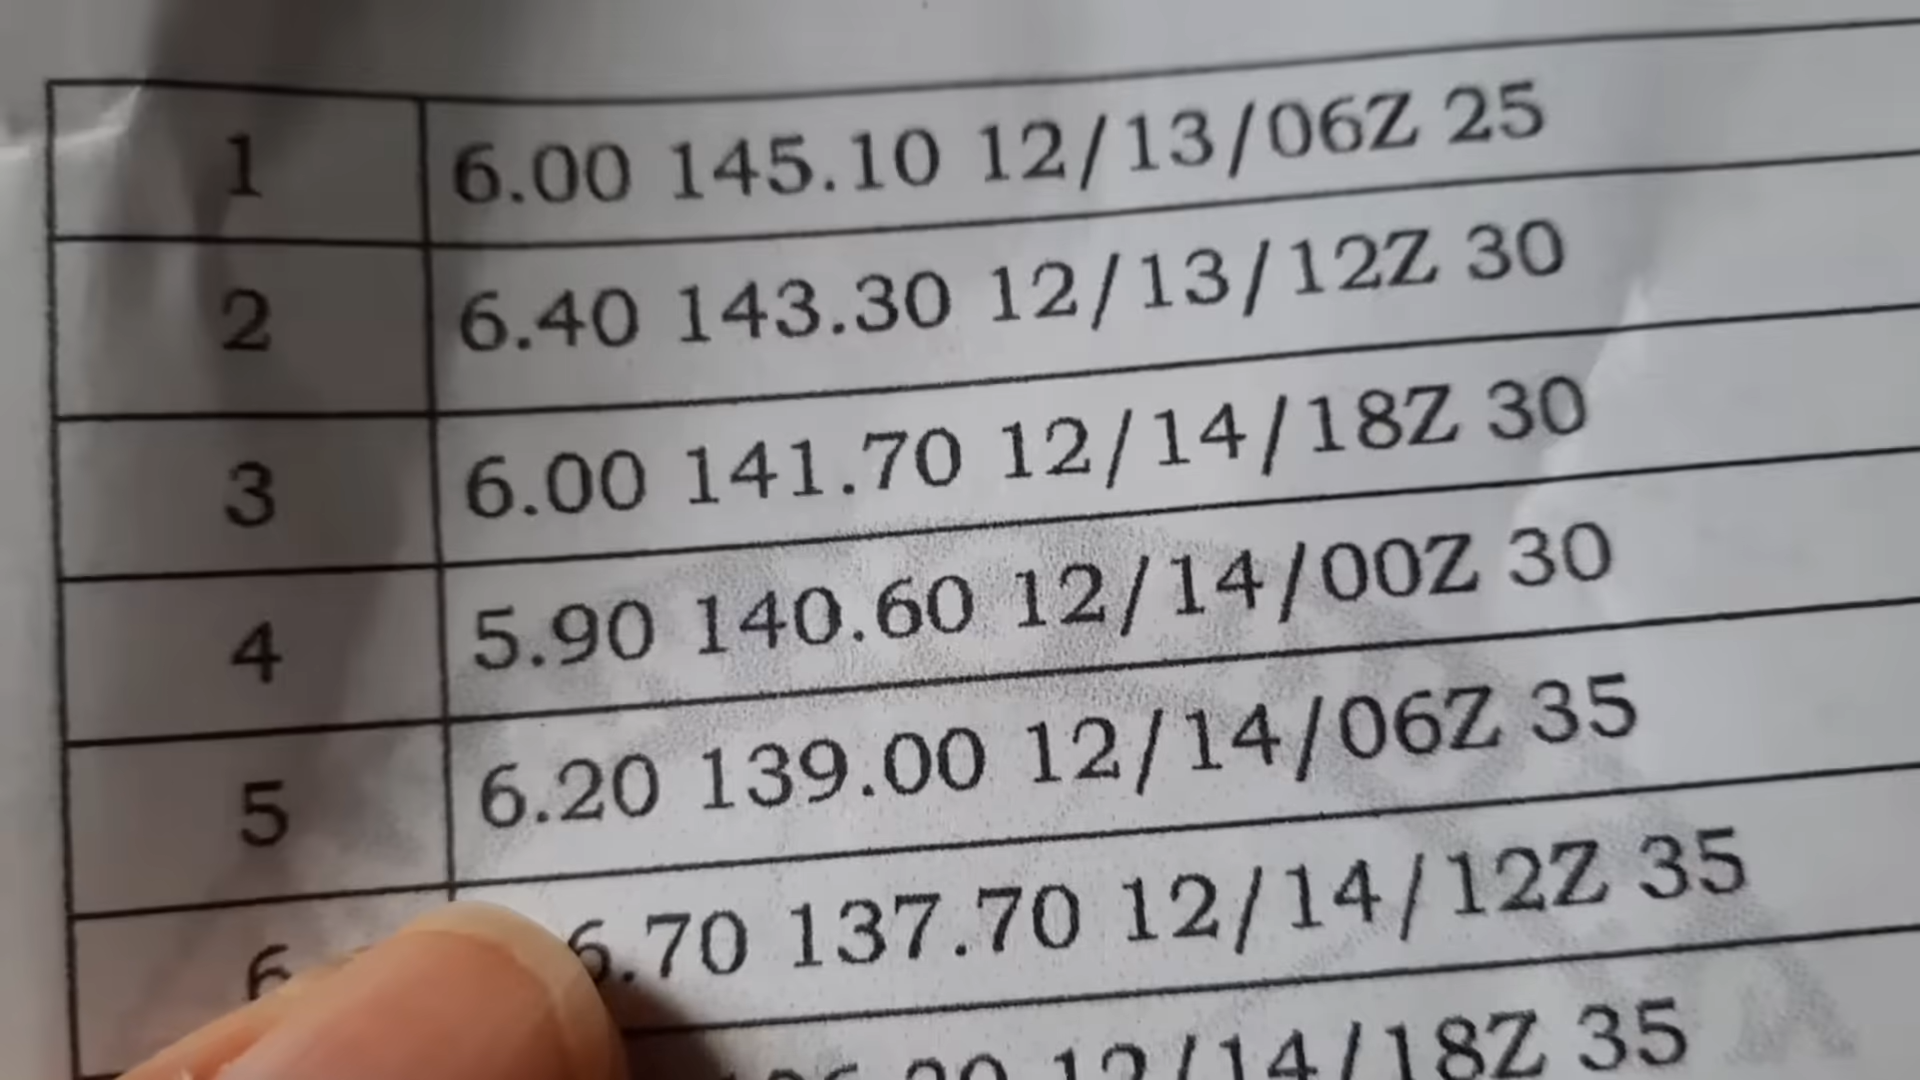 1 6.00 145.10 12/13/06Z 25
2 6.40 143.30 12/13/12Z 30
3 6.00 141.70 12/14/18Z 30
4 5.90 140.60 12/14/00Z 30
5 6.20 139.00 12/14/06Z 35
6 6.70 137.70 12/14/12Z 35
12/14/18Z 35